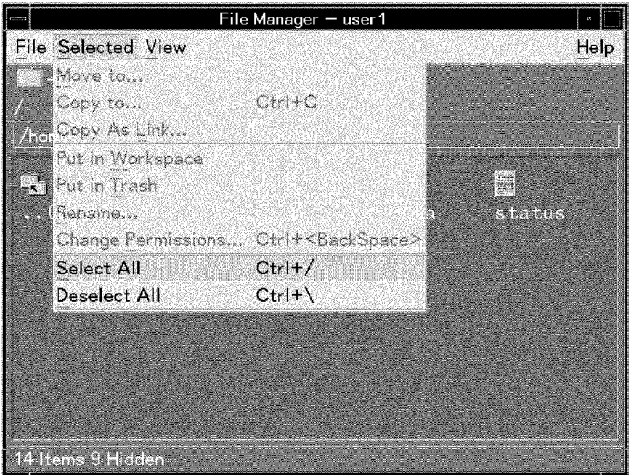 File Manager – user1
File Selected View Help
Move to...
/
Copy to... Ctrl+C
Copy As Link...
Put in Workspace
Put in Trash
Rename...
status
Change Permissions... Ctrl+<BackSpace>
Select All Ctrl+/
Deselect All Ctrl+\
14 Items 9 Hidden